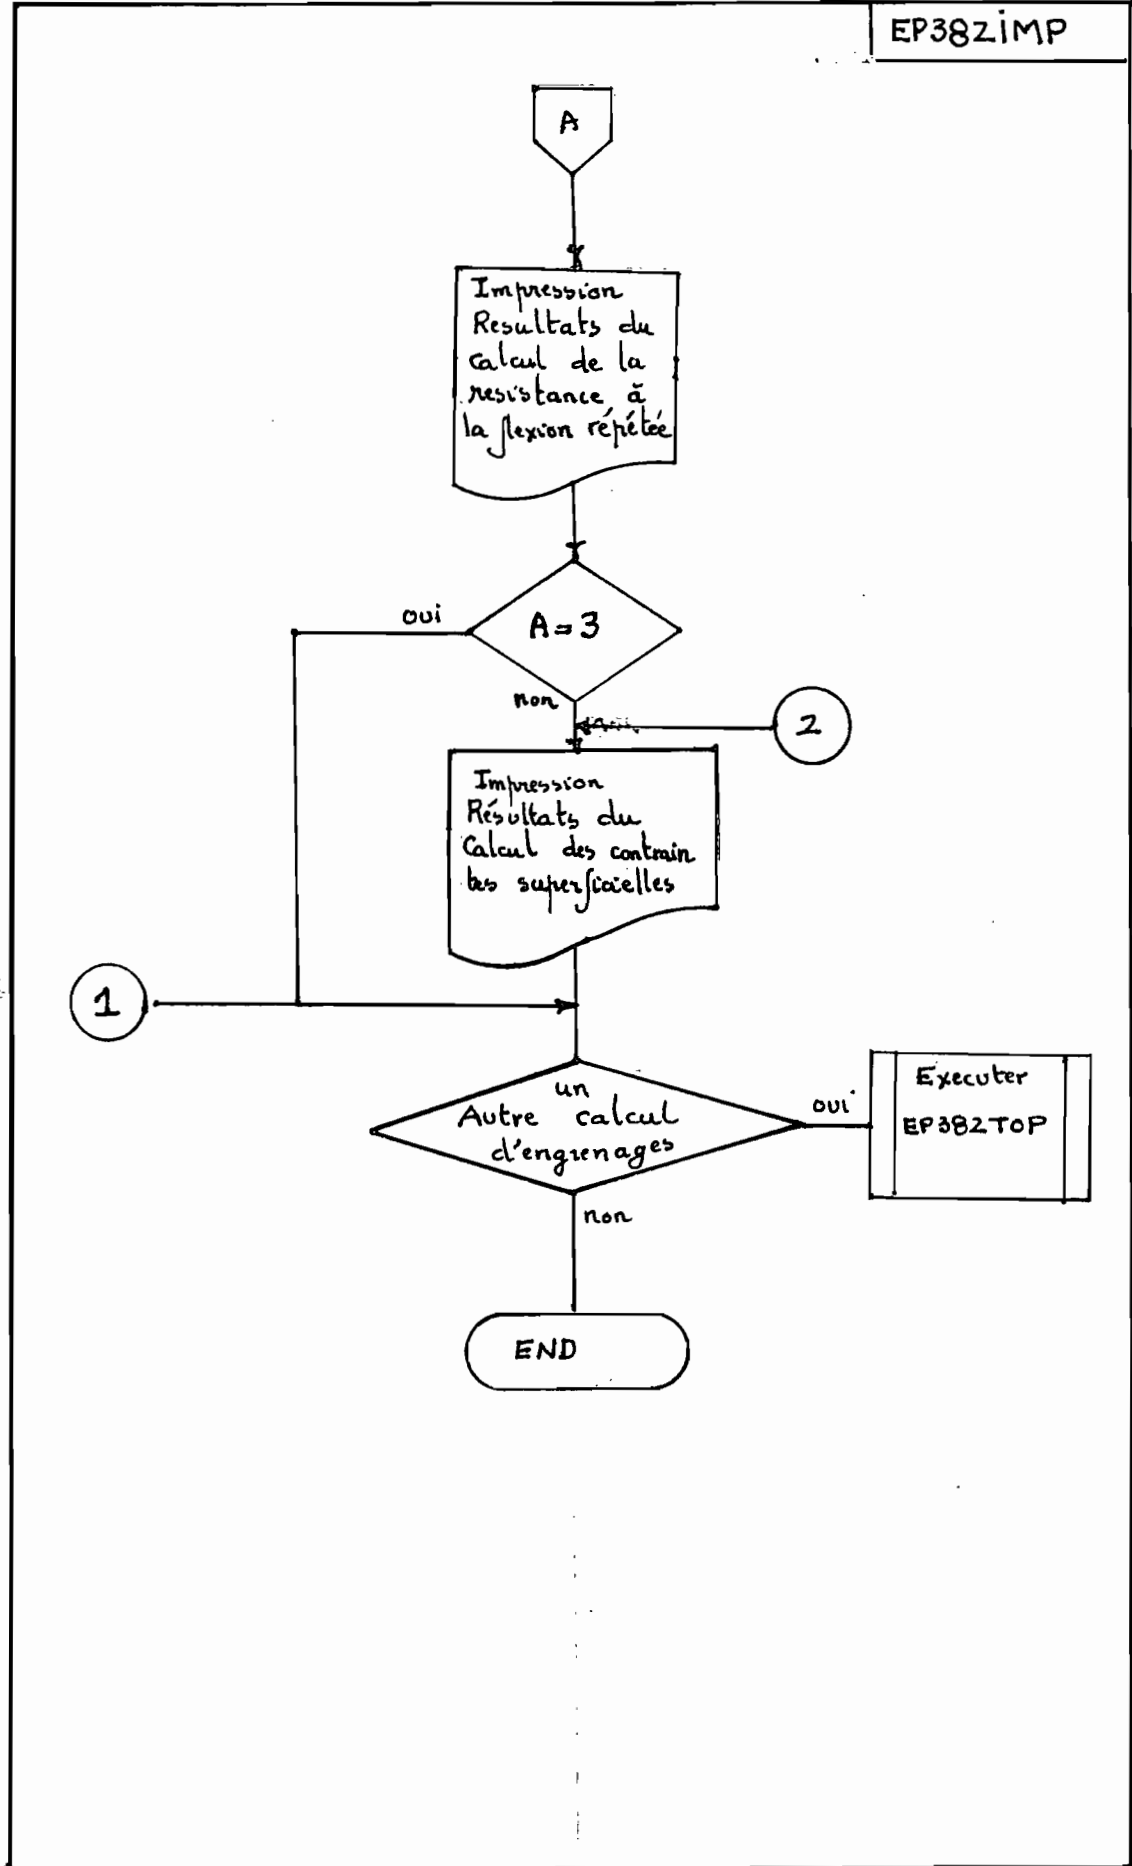 EP382iMP
A
Impression
Resultats du
calcul de la
resistance à
la flexion répétée
oui
A=3
non
2
Impression
Résultats du
Calcul des contrain
tes superficielles
1
un
Autre calcul
d'engrenages
oui
Executer
EP382TOP
non
END